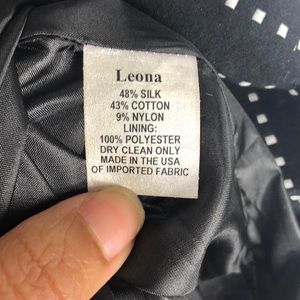 Leona
48% SILK
43% COTTON
9% NYLON
LINING:
100% POLYESTER
DRY CLEAN ONLY
MADE IN THE USA
OF IMPORTED FABRIC